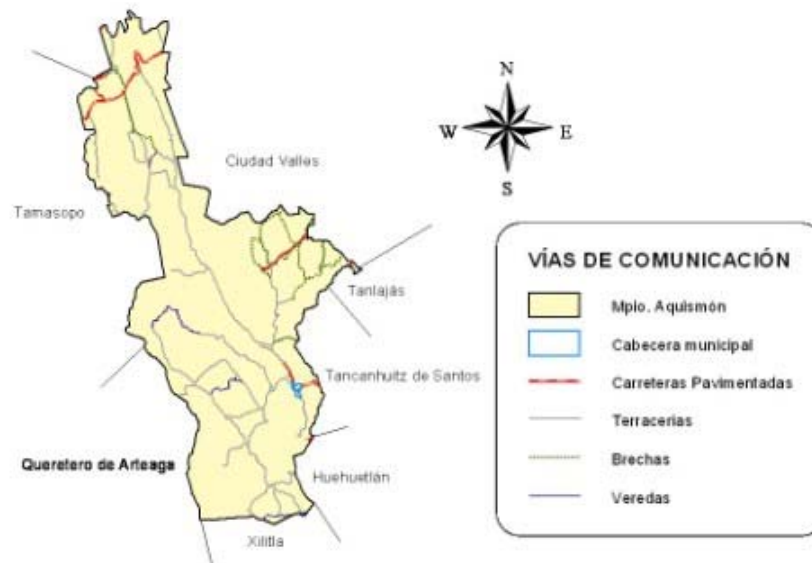 N
W
E
S
Ciudad Valles
Tamasopo
Tanlajás
Tancanhuitz de Santos
Queretero de Arteaga
Huehuetlán
Xilitla
VÍAS DE COMUNICACIÓN
Mpio. Aquismón
Cabecera municipal
Carreteras Pavimentadas
Terracerias
Brechas
Veredas